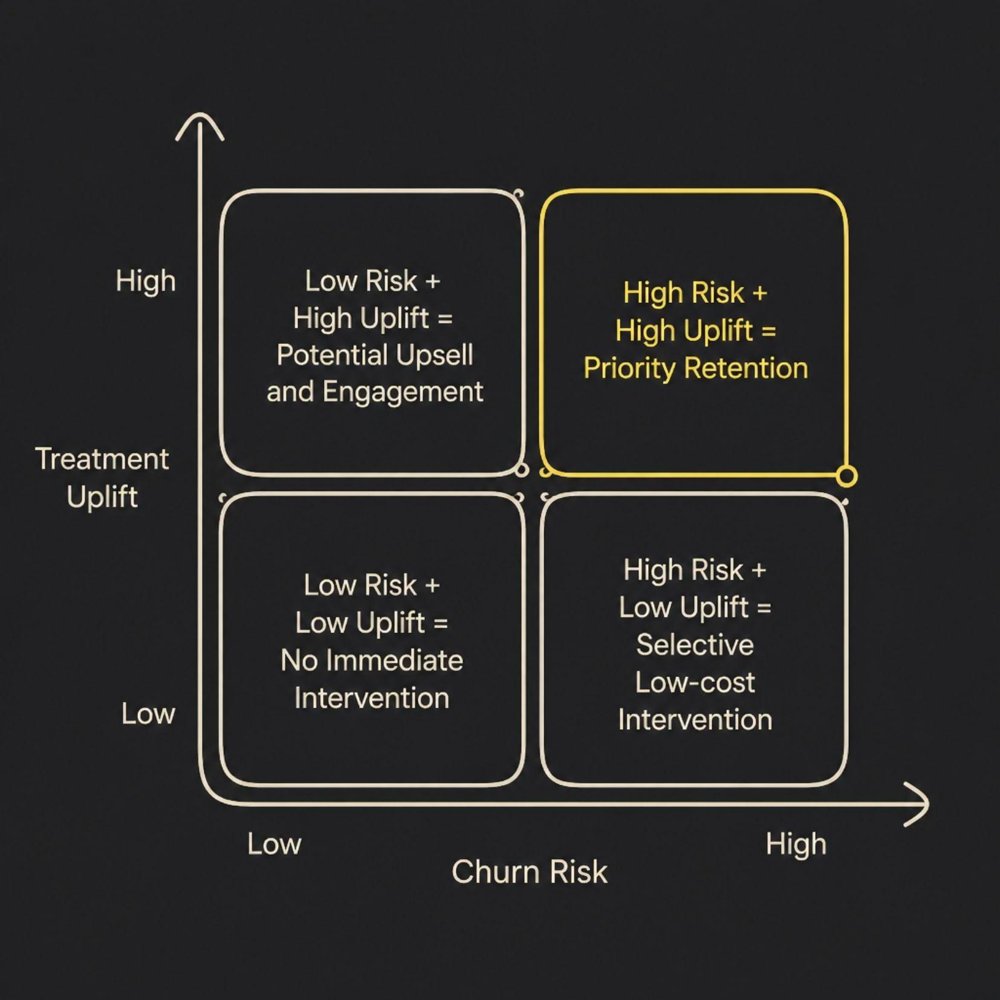 High
Low Risk +
High Uplift =
Potential Upsell
and Engagement
High Risk +
High Uplift =
Priority Retention
Treatment
Uplift
Low Risk +
Low Uplift =
No Immediate
Intervention
High Risk +
Low Uplift =
Selective
Low-cost
Intervention
Low
Low
High
Churn Risk